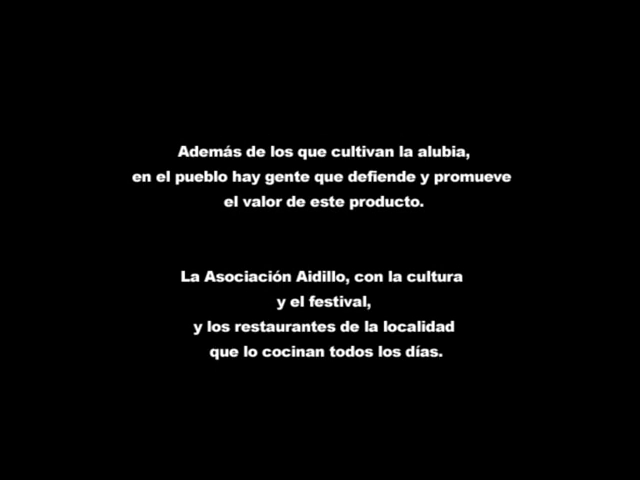 Además de los que cultivan la alubia,
en el pueblo hay gente que defiende y promueve
el valor de este producto.
La Asociación Aidillo, con la cultura
y el festival,
y los restaurantes de la localidad
que lo cocinan todos los días.